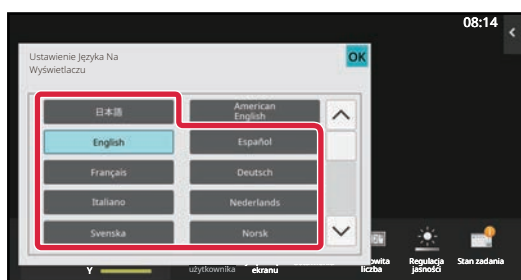 08:14
Ustawienie Języka Na
Wyświetlaczu
OK
日本語
American
English
English
Español
Français
Deutsch
Italiano
Nederlands
Svenska
Norsk
Y
użytkownika
ekranu
liczba
Regulacja
jasności
Stan zadania